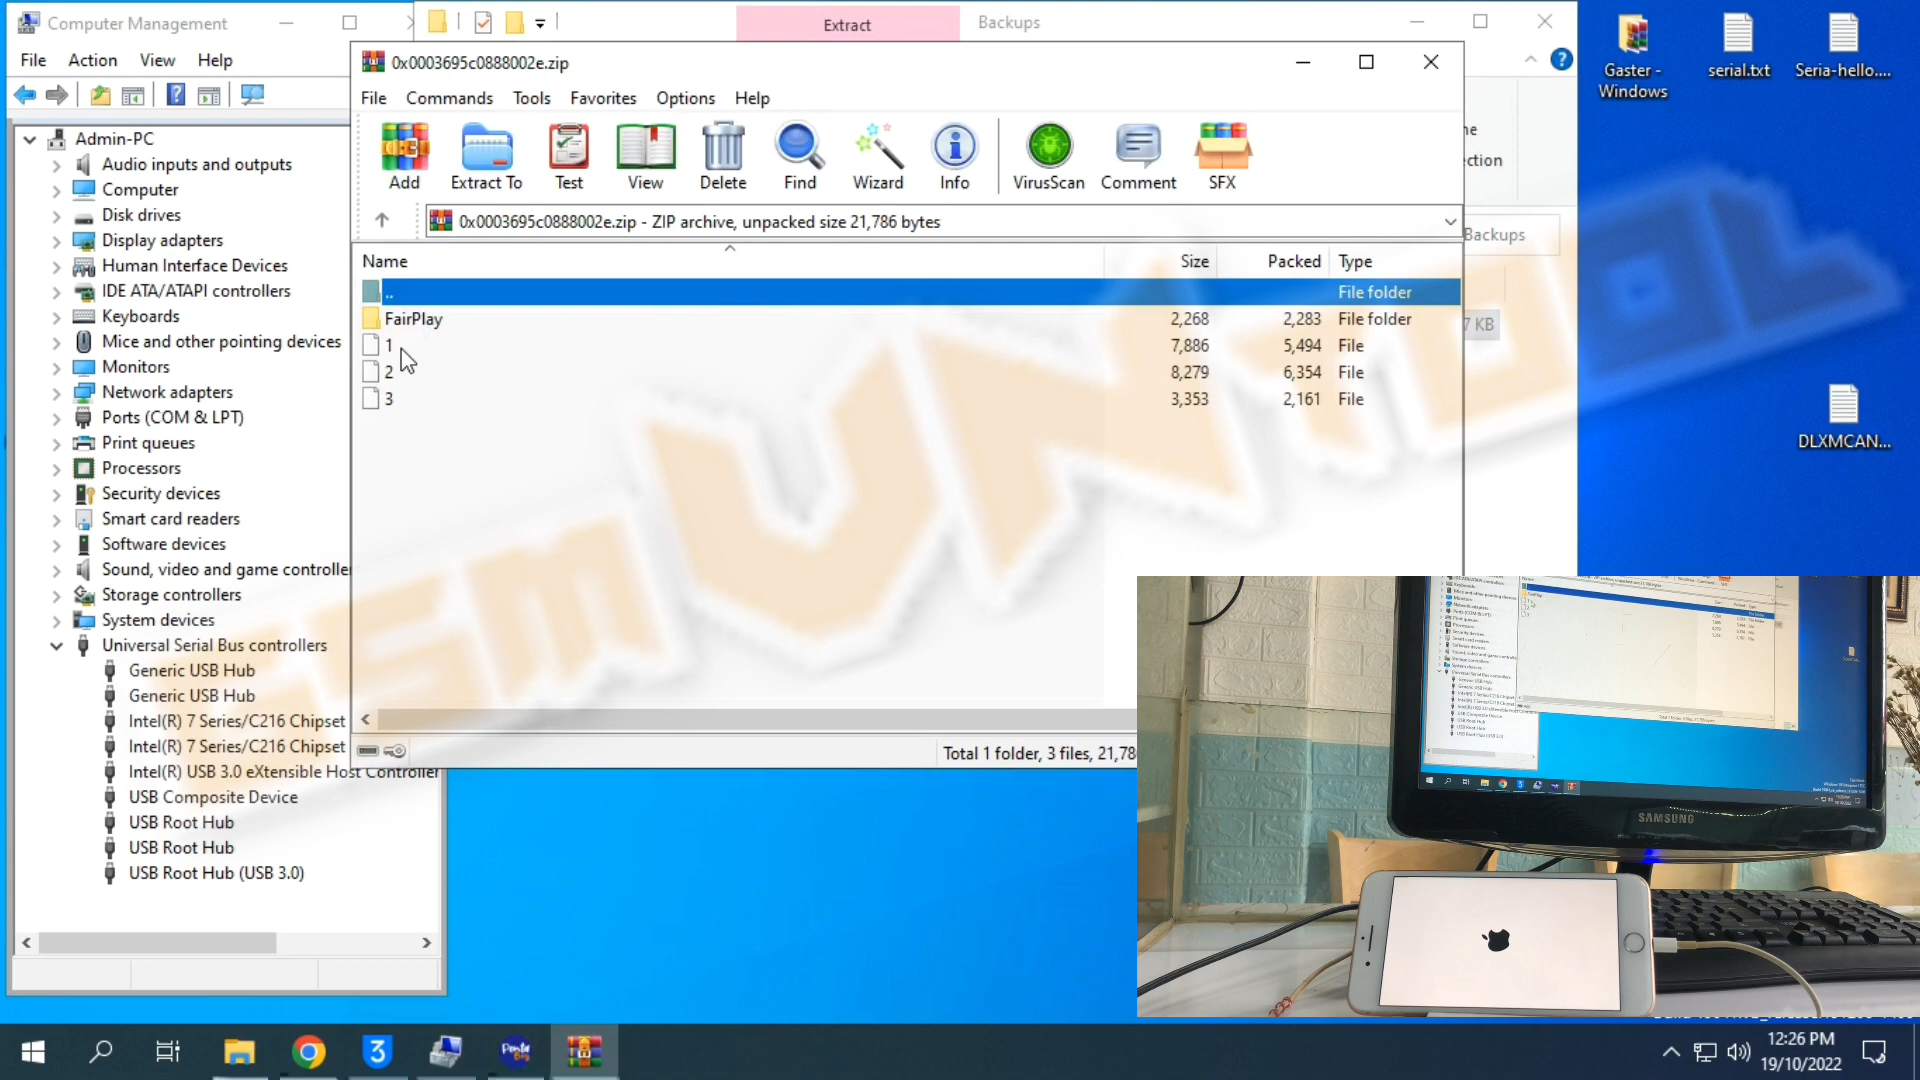 Computer Management
File Action View Help
Admin-PC
Audio inputs and outputs
Computer
Disk drives
Display adapters
Human Interface Devices
IDE ATA/ATAPI controllers
Keyboards
Mice and other pointing devices
Monitors
Network adapters
Ports (COM & LPT)
Print queues
Processors
Security devices
Smart card readers
Software devices
Sound, video and game controller
Storage controllers
System devices
Universal Serial Bus controllers
Generic USB Hub
Generic USB Hub
Intel(R) 7 Series/C216 Chipset
Intel(R) 7 Series/C216 Chipset
Intel(R) USB 3.0 eXtensible Host Controller
USB Composite Device
USB Root Hub
USB Root Hub
USB Root Hub (USB 3.0)
Extract
Backups
Backups
7 KB
0x0003695c0888002e.zip
File Commands Tools Favorites Options Help
Add Extract To Test View Delete Find Wizard Info VirusScan Comment SFX
0x0003695c0888002e.zip - ZIP archive, unpacked size 21,786 bytes
Name Size Packed Type
.. File folder
FairPlay 2,268 2,283 File folder
1 7,886 5,494 File
2 8,279 6,354 File
3 3,353 2,161 File
Total 1 folder, 3 files, 21,78
GSM UNTOOL
Gaster -
Windows
serial.txt
Seria-hello....
DLXMCAN...
SAMSUNG
12:26 PM
19/10/2022